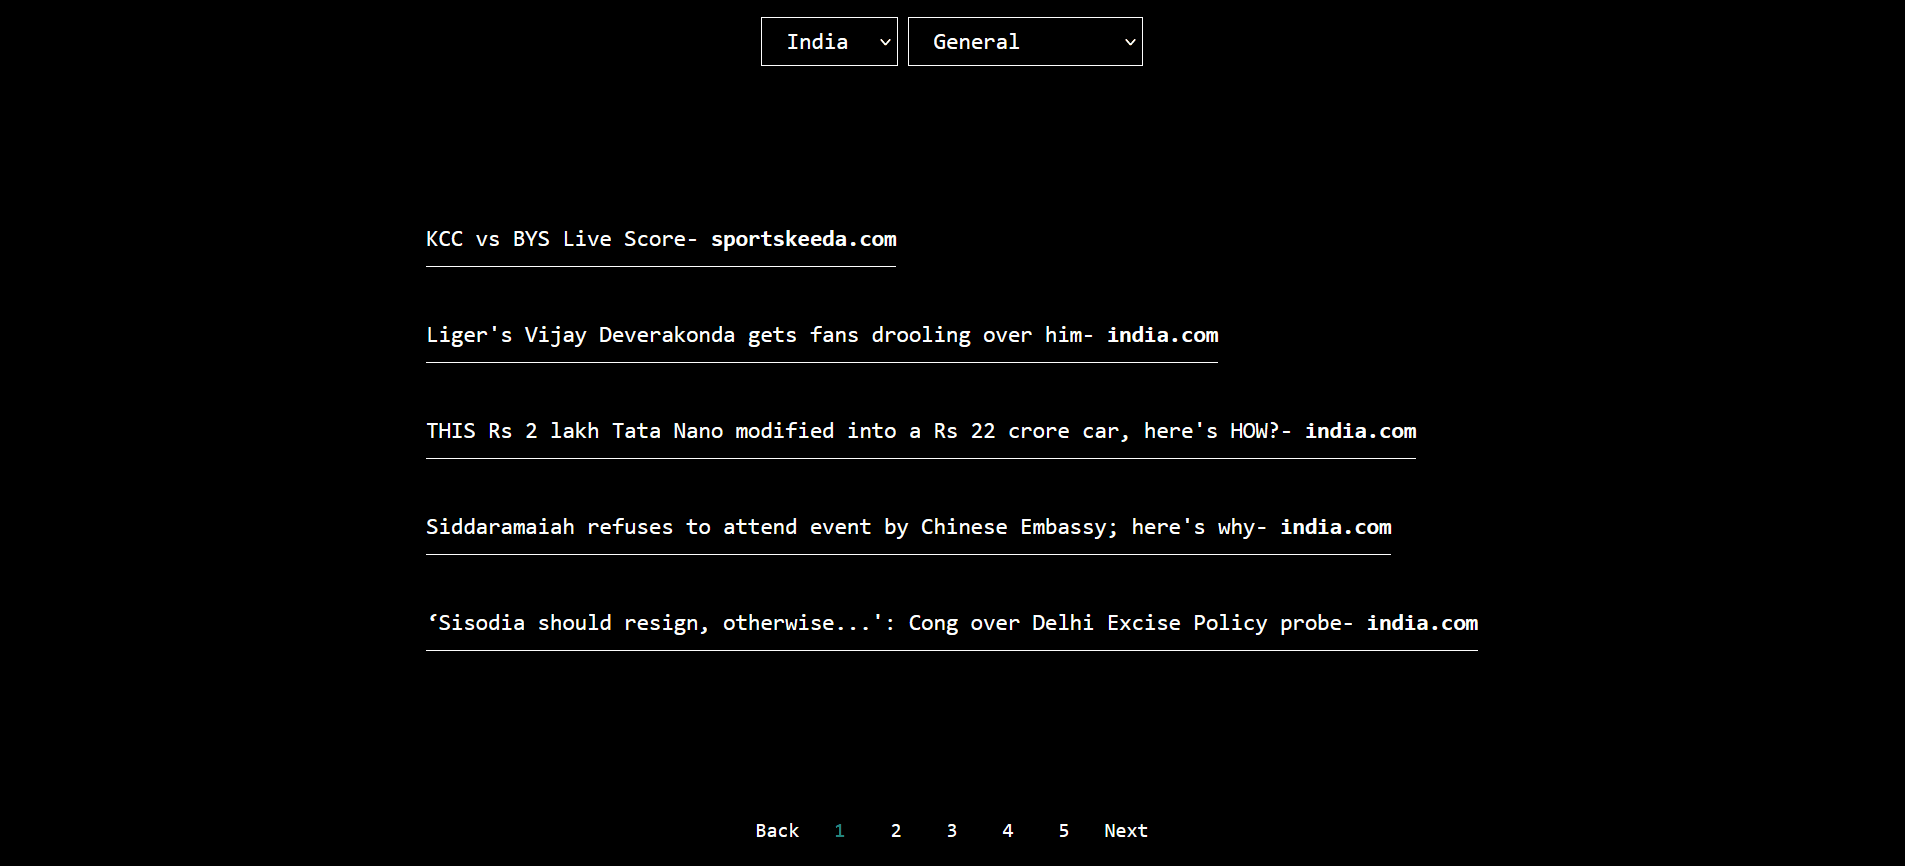 India General
KCC vs BYS Live Score- sportskeeda.com
Liger's Vijay Deverakonda gets fans drooling over him- india.com
THIS Rs 2 lakh Tata Nano modified into a Rs 22 crore car, here's HOW?- india.com
Siddaramaiah refuses to attend event by Chinese Embassy; here's why- india.com
‘Sisodia should resign, otherwise...': Cong over Delhi Excise Policy probe- india.com
Back 1 2 3 4 5 Next